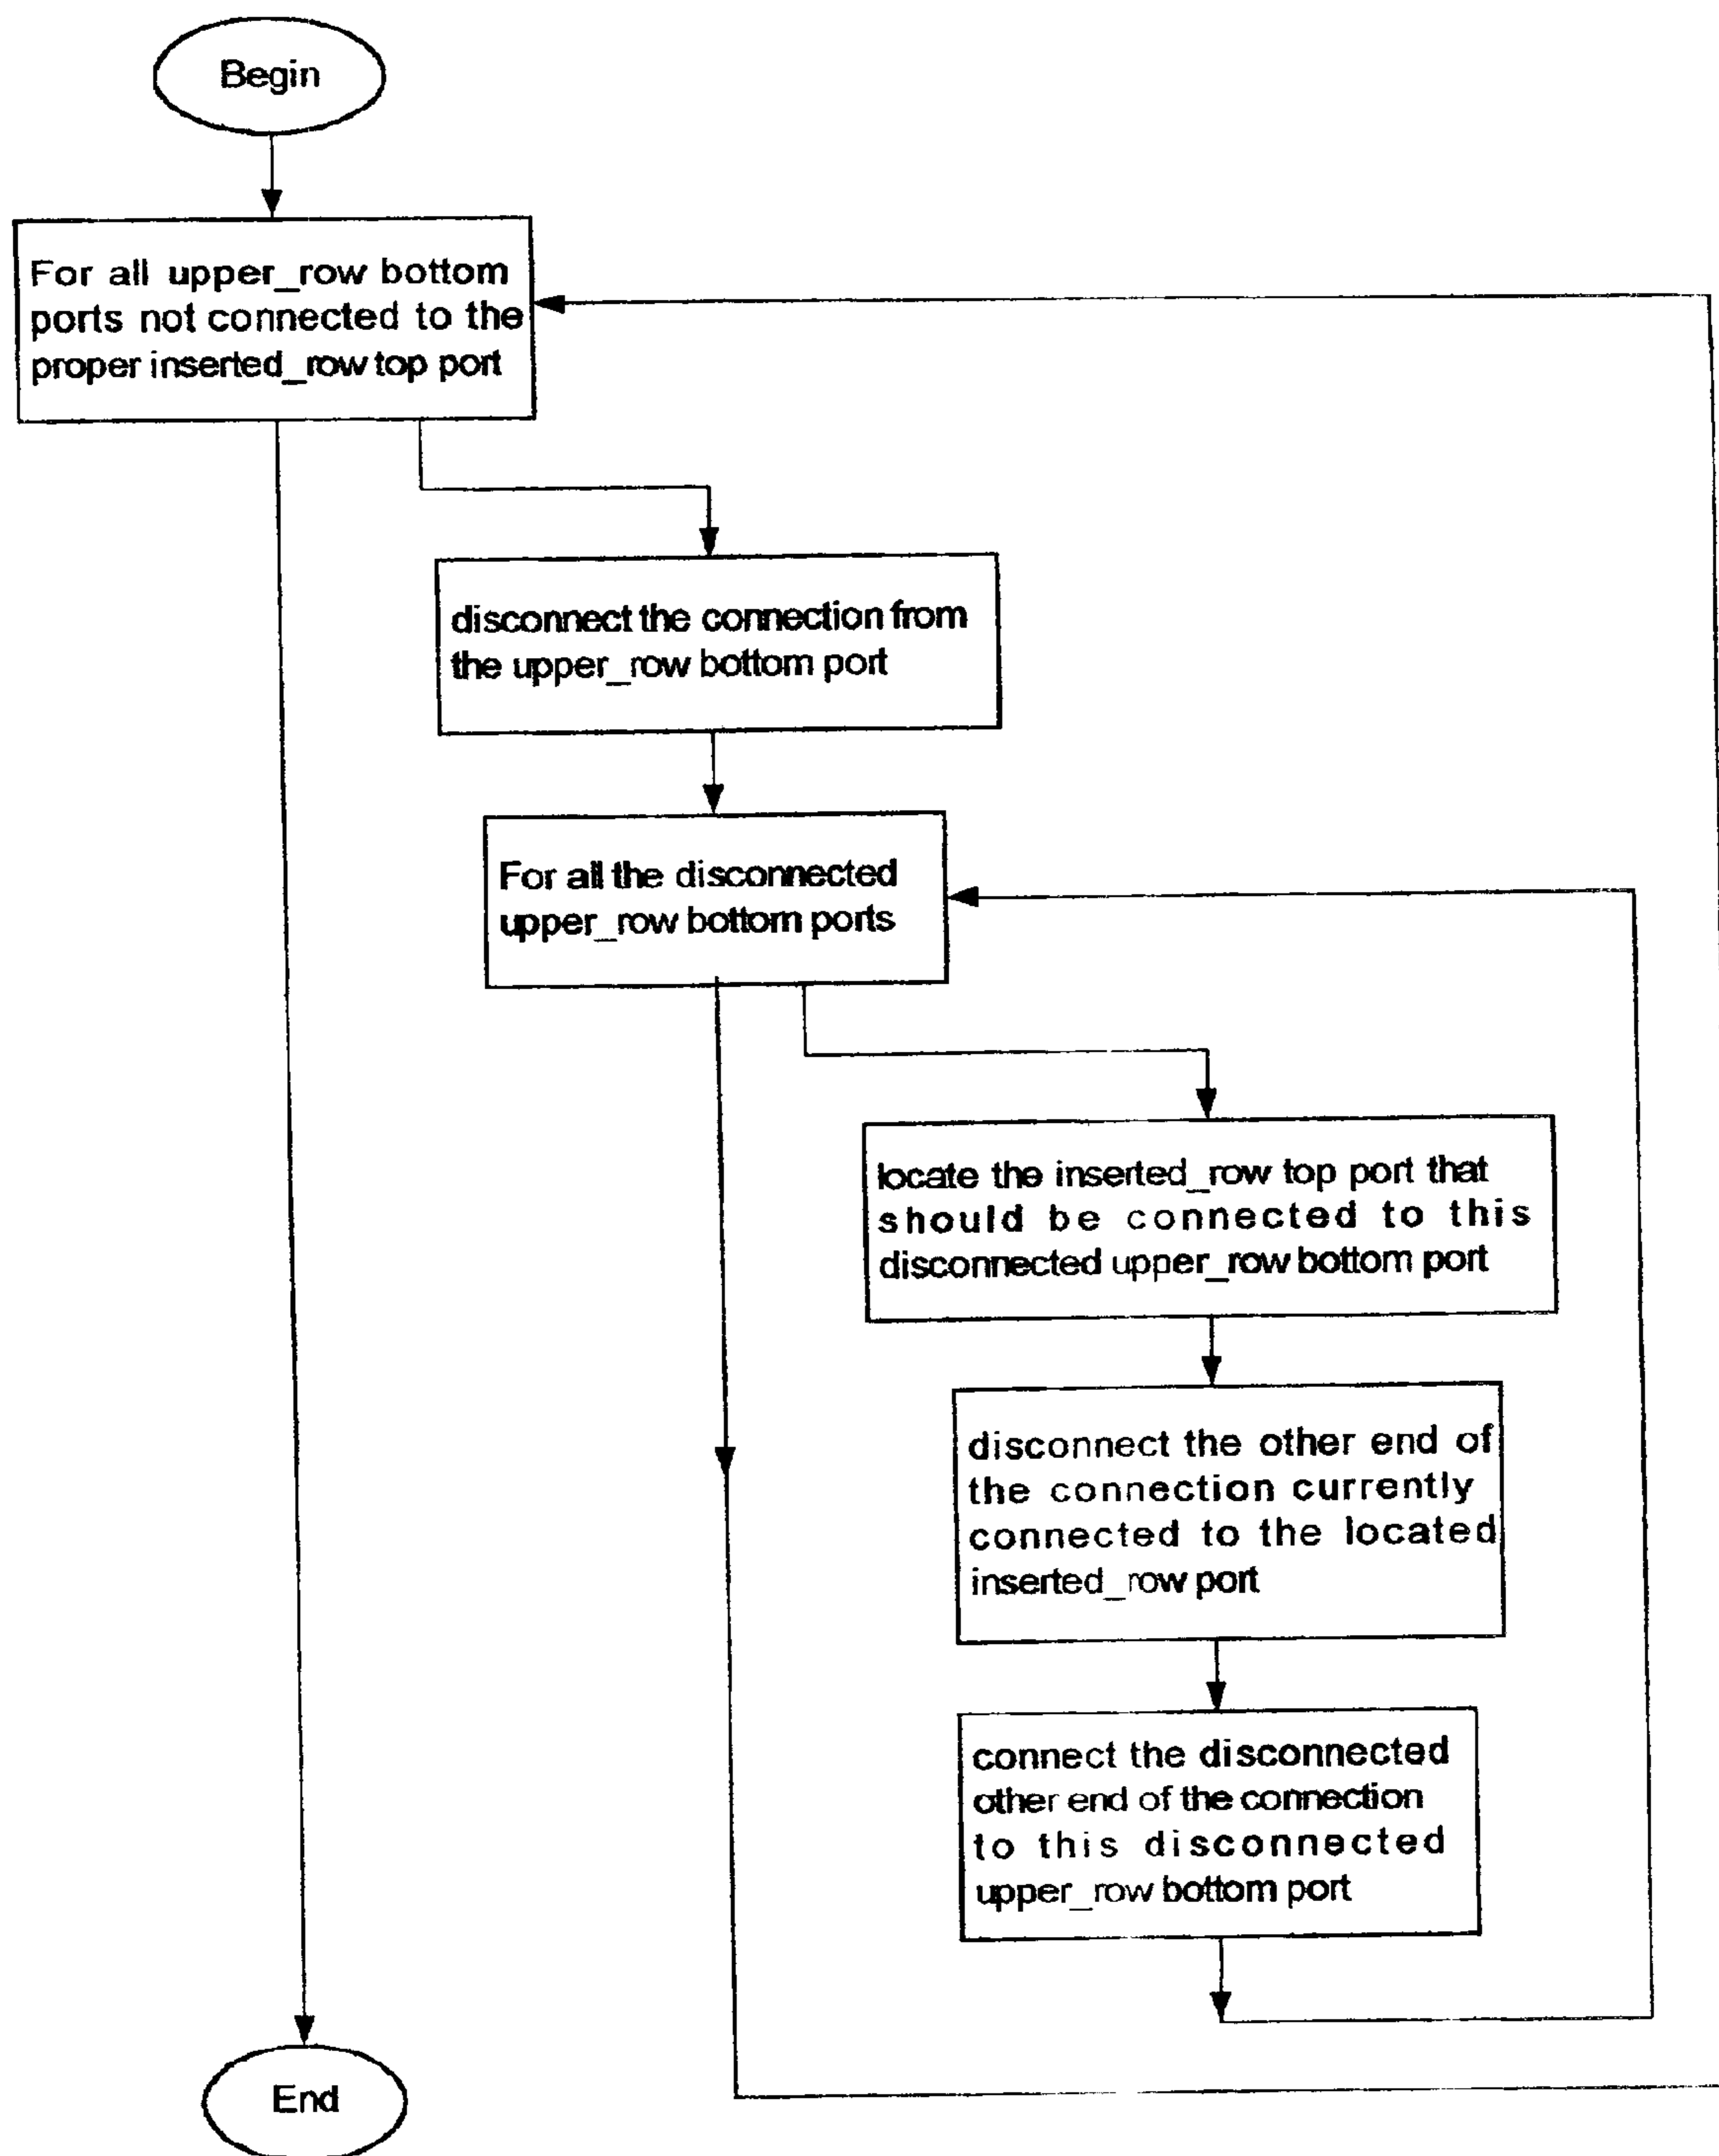 Begin
For all upper_row bottom
ports not connected to the
proper inserted_row top port
disconnect the connection from
the upper_row bottom port
For all the disconnected
upper_row bottom ports
locate the inserted_row top port that
should be connected to this
disconnected upper_row bottom port
disconnect the other end of
the connection currently
connected to the located
inserted_row port
connect the disconnected
other end of the connection
to this disconnected
upper_row bottom port
End